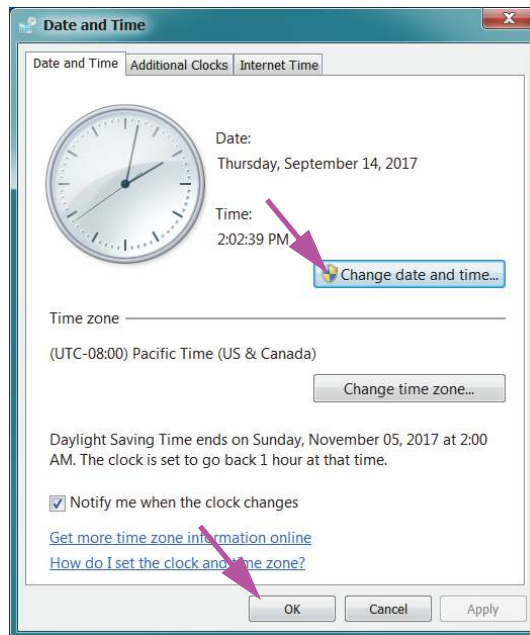 Date and Time
Date and Time
Additional Clocks
Internet Time
Date:
Thursday, September 14, 2017
Time:
2:02:39 PM
Change date and time...
Time zone
(UTC-08:00) Pacific Time (US & Canada)
Change time zone...
Daylight Saving Time ends on Sunday, November 05, 2017 at 2:00
AM. The clock is set to go back 1 hour at that time.
Notify me when the clock changes
Get more time zone information online
How do I set the clock and time zone?
OK
Cancel
Apply